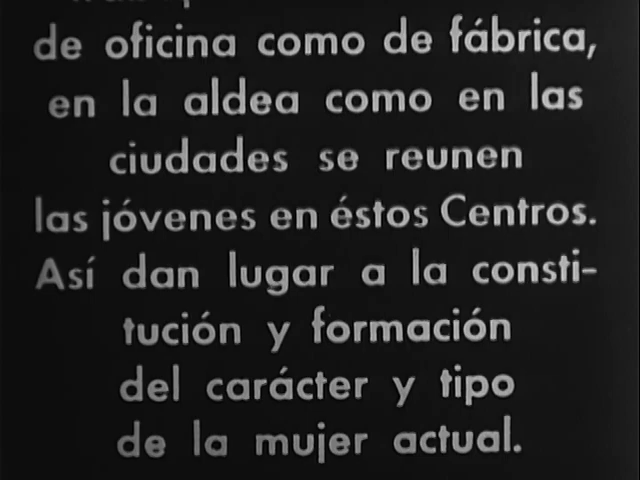 de oficina como de fábrica,
en la aldea como en las
ciudades se reunen
las jóvenes en éstos Centros.
Así dan lugar a la consti-
tución y formación
del carácter y tipo
de la mujer actual.